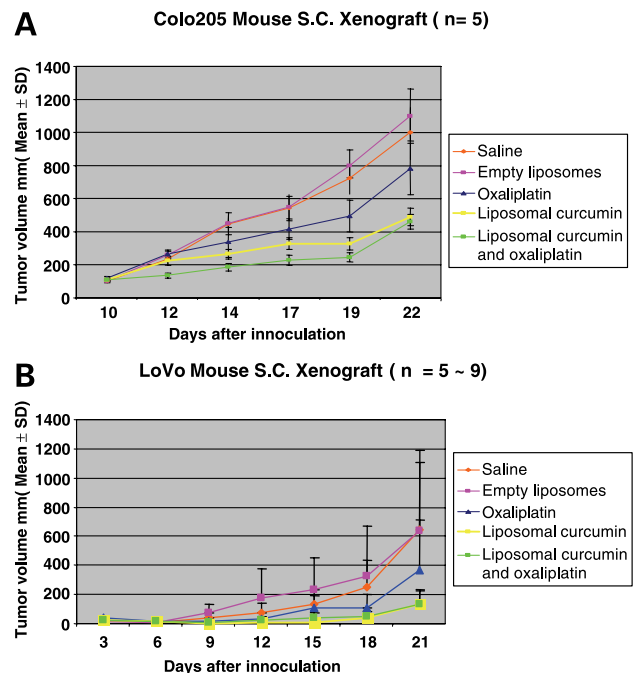 A
Colo205 Mouse S.C. Xenograft ( n= 5)
Tumor volume mm( Mean ± SD)
1400
1200
1000
800
600
400
200
0
10 12 14 17 19 22
Days after innoculation
Saline
Empty liposomes
Oxaliplatin
Liposomal curcumin
Liposomal curcumin
and oxaliplatin
B
LoVo Mouse S.C. Xenograft ( n = 5 ~ 9)
Tumor volume mm( Mean ± SD)
1400
1200
1000
800
600
400
200
0
3 6 9 12 15 18 21
Days after innoculation
Saline
Empty liposomes
Oxaliplatin
Liposomal curcumin
Liposomal curcumin
and oxaliplatin